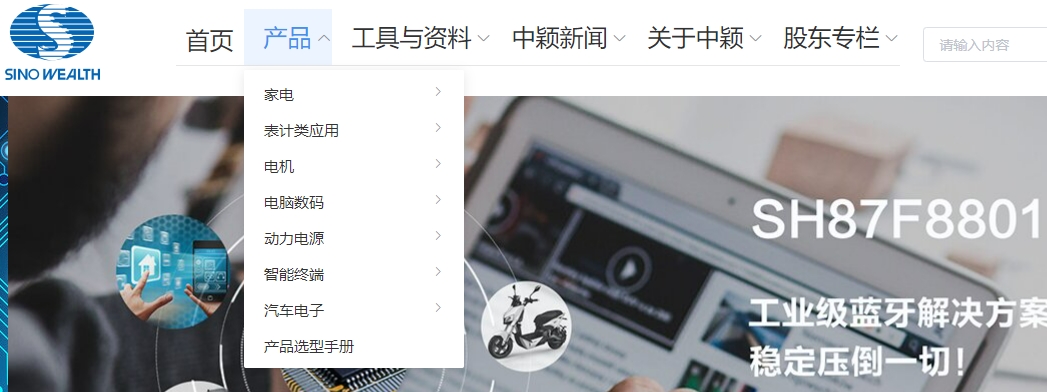 SINO WEALTH
首页
产品
工具与资料
中颖新闻
关于中颖
股东专栏
请输入内容
家电
表计类应用
电机
电脑数码
动力电源
智能终端
汽车电子
产品选型手册
SH87F8801
工业级蓝牙解决方案
稳定压倒一切！